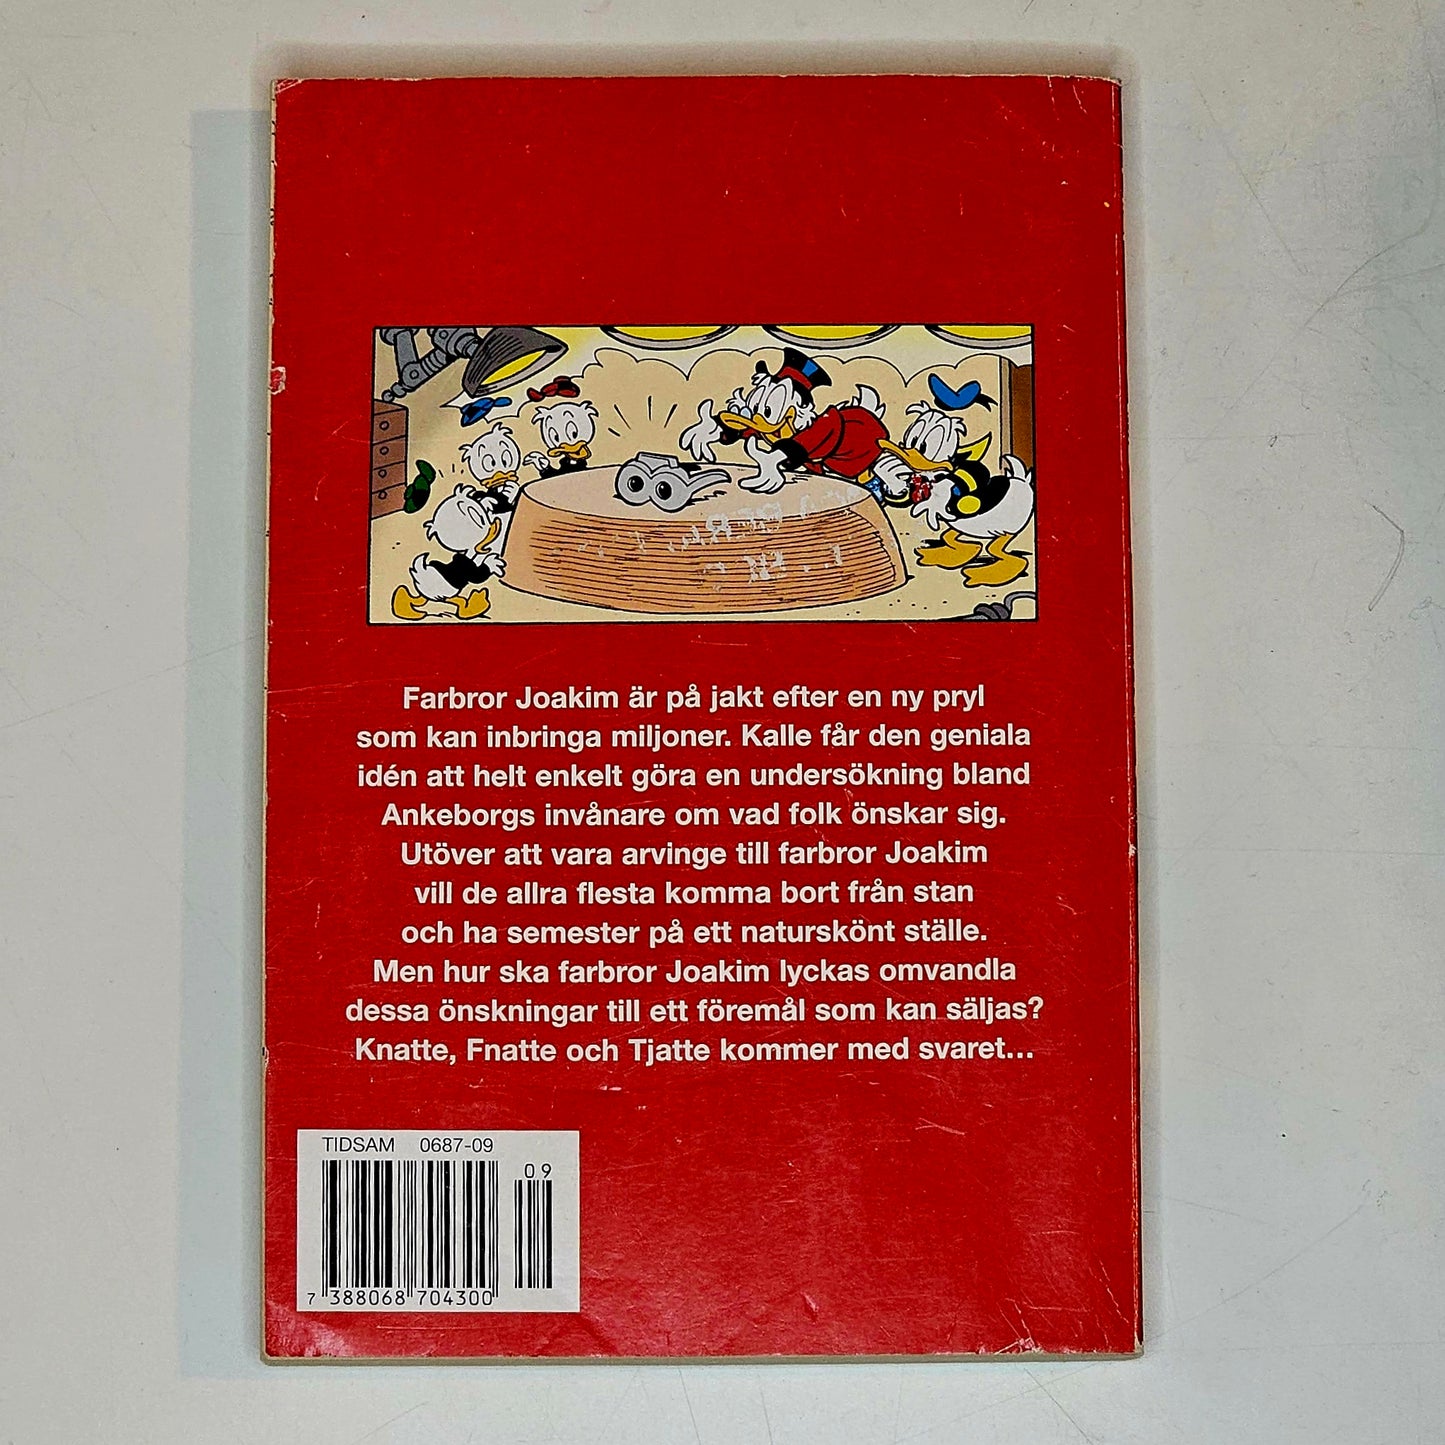 Farbror Joakim är på jakt efter en ny pryl
som kan inbringa miljoner. Kalle får den geniala
idén att helt enkelt göra en undersökning bland
Ankeborgs invånare om vad folk önskar sig.
Utöver att vara arvinge till farbror Joakim
vill de allra flesta komma bort från stan
och ha semester på ett naturskönt ställe.
Men hur ska farbror Joakim lyckas omvandla
dessa önskningar till ett föremål som kan säljas?
Knatte, Fnatte och Tjatte kommer med svaret...
TIDSAM 0687-09
09
7 388068 704300